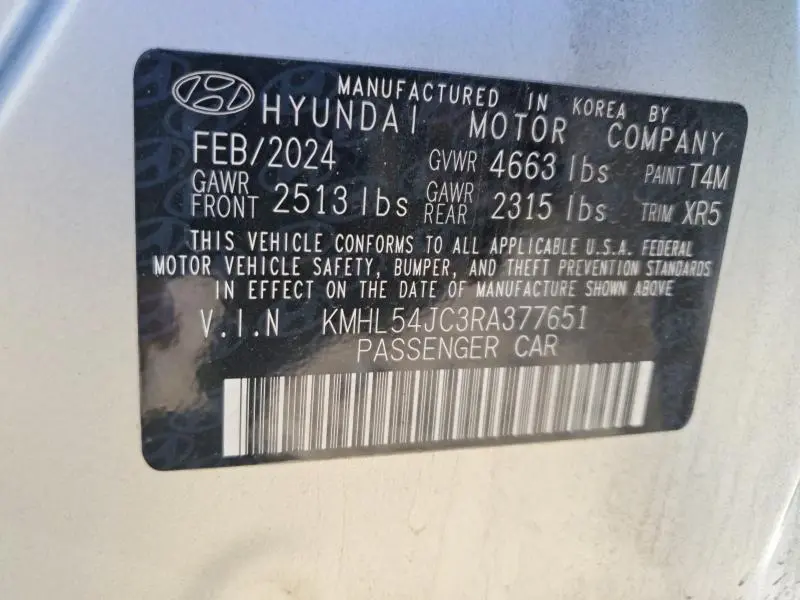 MANUFACTURED IN KOREA BY
HYUNDAI MOTOR COMPANY
FEB/2024 GVWR 4663 lbs PAINT T4M
GAWR FRONT 2513 lbs GAWR REAR 2315 lbs TRIM XR5
THIS VEHICLE CONFORMS TO ALL APPLICABLE U.S.A. FEDERAL
MOTOR VEHICLE SAFETY, BUMPER, AND THEFT PREVENTION STANDARDS
IN EFFECT ON THE DATE OF MANUFACTURE SHOWN ABOVE
V.I.N KMHL54JC3RA377651
PASSENGER CAR